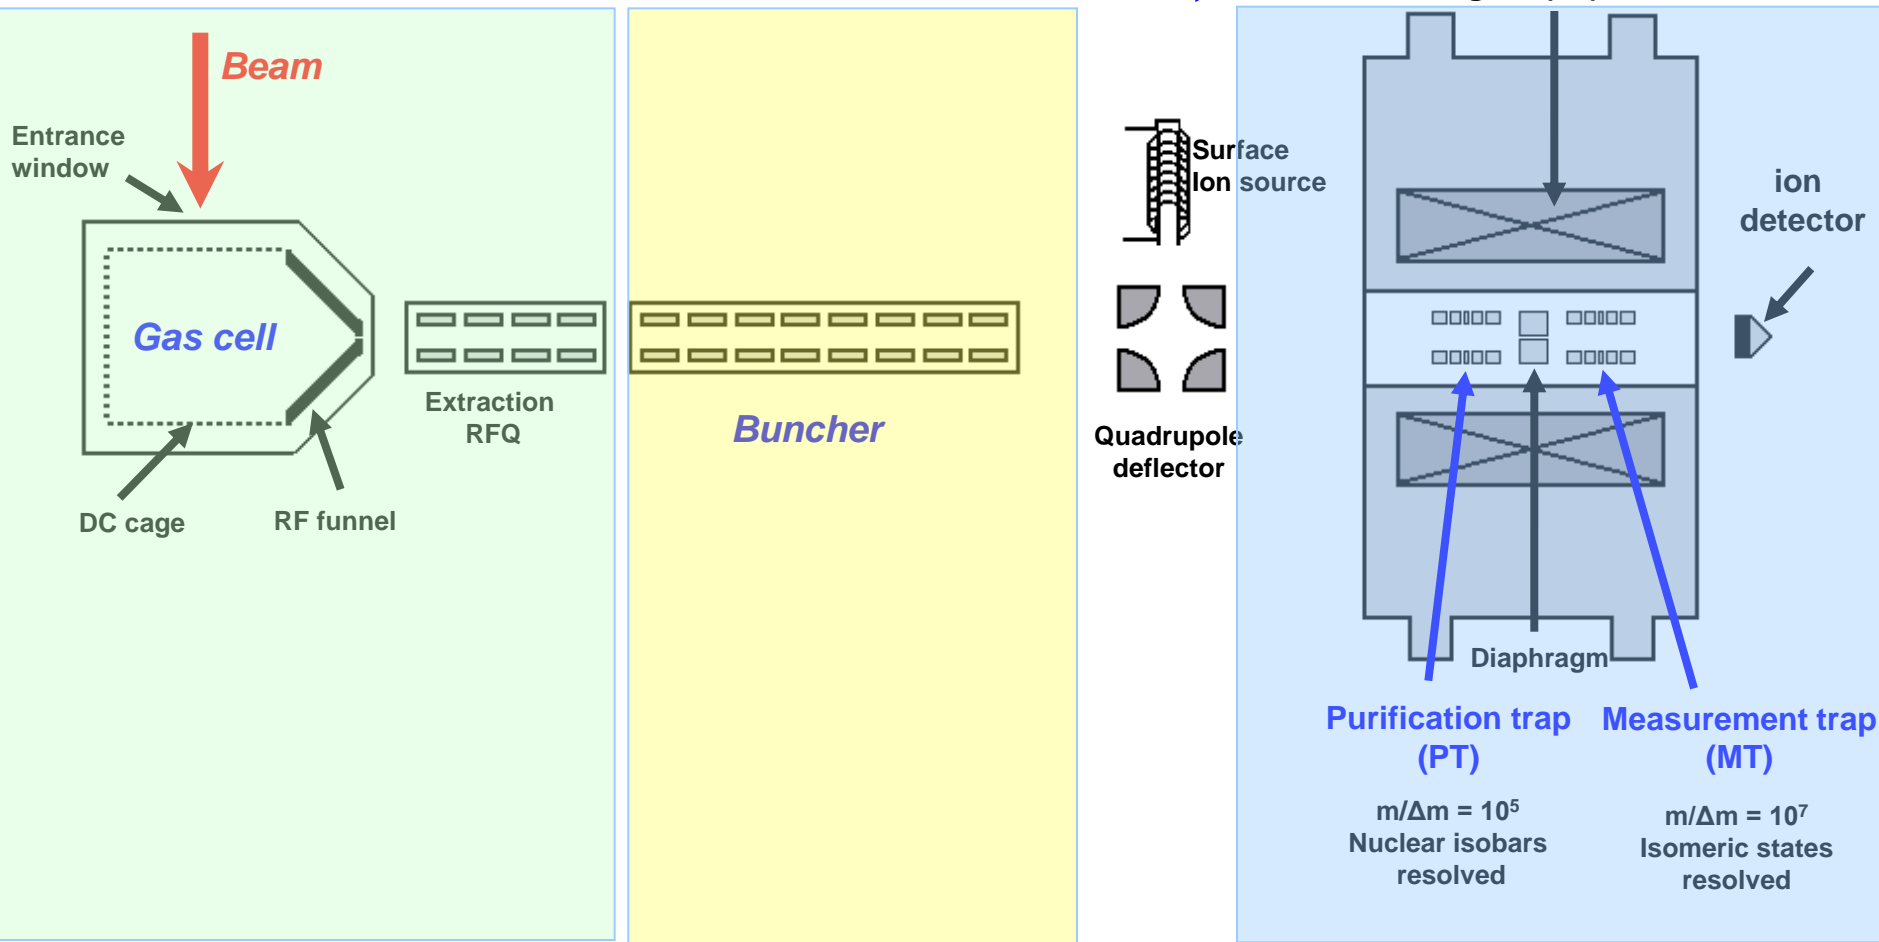 Beam
Entrance
window
Gas cell
Extraction
RFQ
DC cage
RF funnel
Buncher
Surface
Ion source
Quadrupole
deflector
ion
detector
Diaphragm
Purification trap
(PT)
m/Δm = 10⁵
Nuclear isobars
resolved
Measurement trap
(MT)
m/Δm = 10⁷
Isomeric states
resolved